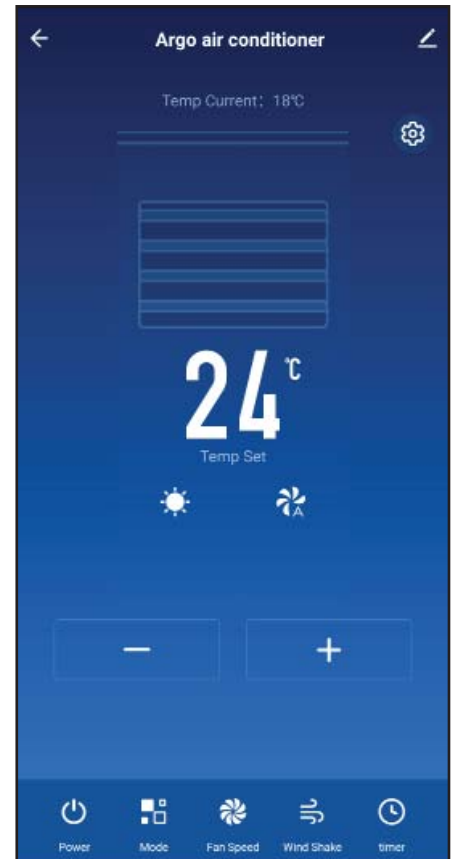 Argo air conditioner
Temp Current： 18℃
24 ℃
Temp Set
A
Power Mode Fan Speed Wind Shake timer